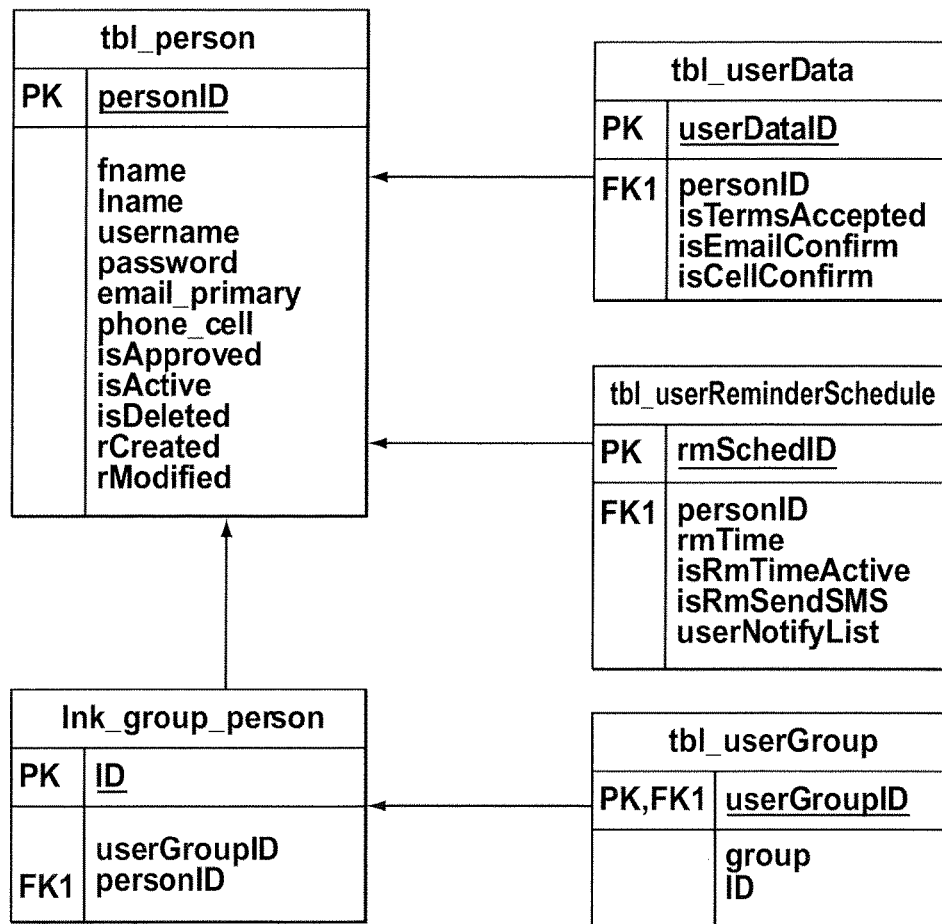 tbl_person
PK personID
fname
lname
username
password
email_primary
phone_cell
isApproved
isActive
isDeleted
rCreated
rModified
tbl_userData
PK userDataID
FK1 personID
isTermsAccepted
isEmailConfirm
isCellConfirm
tbl_userReminderSchedule
PK rmSchedID
FK1 personID
rmTime
isRmTimeActive
isRmSendSMS
userNotifyList
lnk_group_person
PK ID
userGroupID
FK1 personID
tbl_userGroup
PK,FK1 userGroupID
group
ID